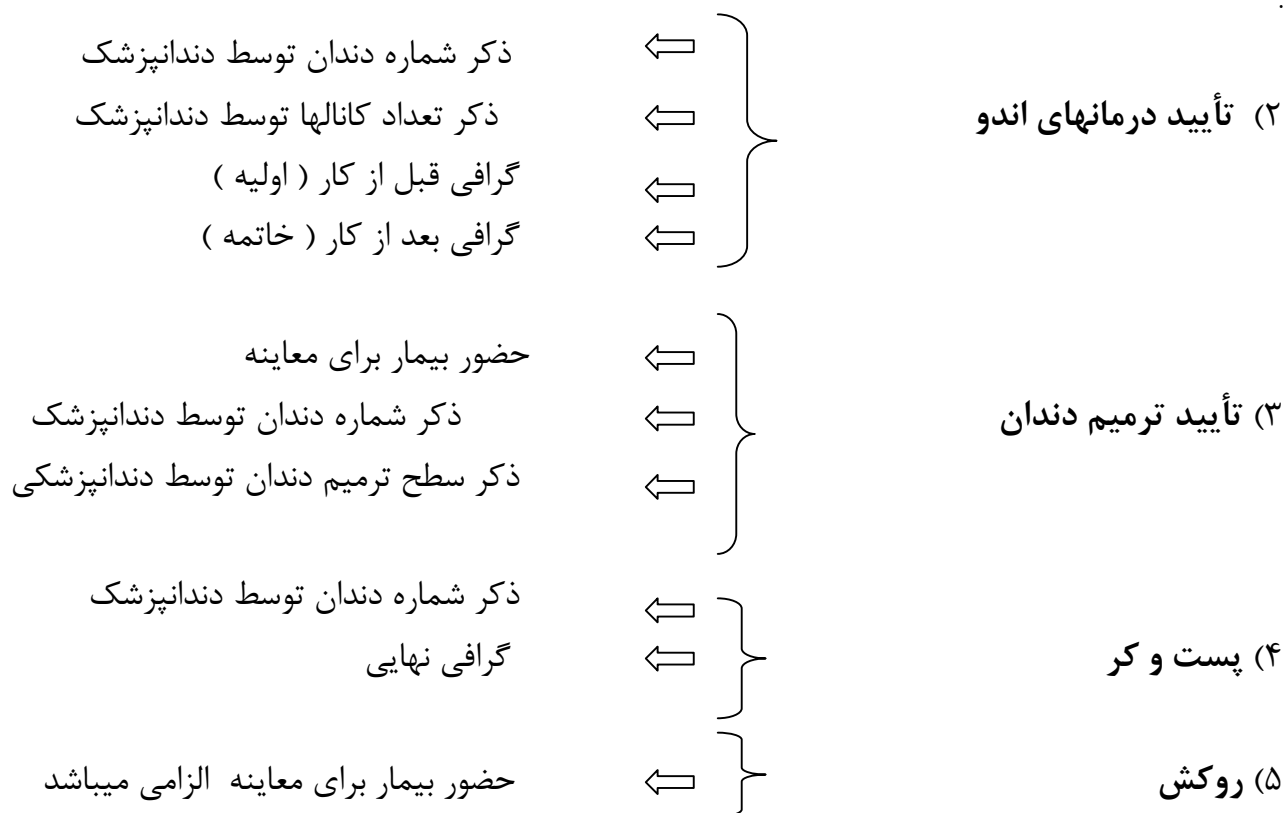 .
ذکر شماره دندان توسط دندانپزشک
۲) تأیید درمانهای اندو
ذکر تعداد کانالها توسط دندانپزشک
گرافی قبل از کار ( اولیه )
گرافی بعد از کار ( خاتمه )
حضور بیمار برای معاینه
۳) تأیید ترمیم دندان
ذکر شماره دندان توسط دندانپزشک
ذکر سطح ترمیم دندان توسط دندانپزشکی
ذکر شماره دندان توسط دندانپزشک
۴) پست و کر
گرافی نهایی
۵) روکش
حضور بیمار برای معاینه الزامی میباشد